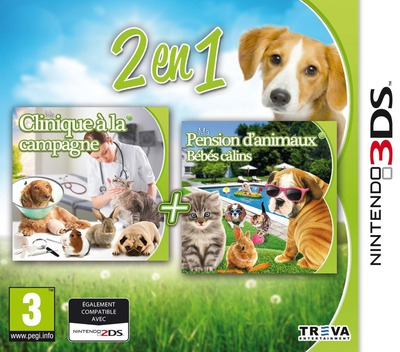 2 en 1
Ma
Clinique à la
campagne
+
Ma
Pension d'animaux
Bébés câlins
NINTENDO 3DS
3
www.pegi.info
ÉGALEMENT
COMPATIBLE
AVEC
NINTENDO 2DS
TREVA
ENTERTAINMENT